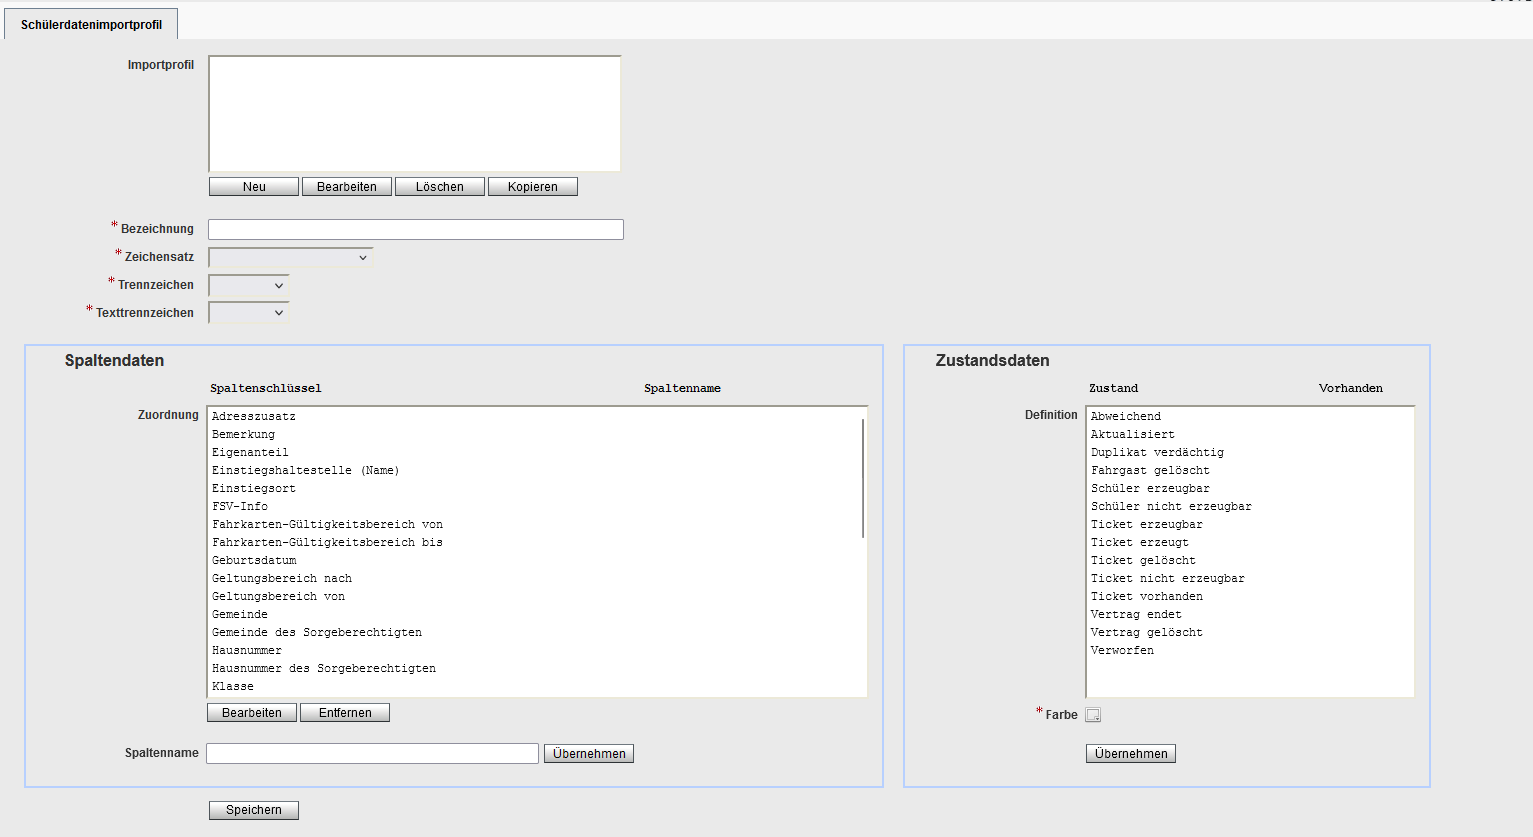 Schülerdatenimportprofil
Importprofil
Neu Bearbeiten Löschen Kopieren
* Bezeichnung
* Zeichensatz
* Trennzeichen
* Texttrennzeichen
Spaltendaten
Spaltenschlüssel Spaltenname
Zuordnung
Adresszusatz
Bemerkung
Eigenanteil
Einstiegshaltestelle (Name)
Einstiegsort
FSV-Info
Fahrkarten-Gültigkeitsbereich von
Fahrkarten-Gültigkeitsbereich bis
Geburtsdatum
Geltungsbereich nach
Geltungsbereich von
Gemeinde
Gemeinde des Sorgeberechtigten
Hausnummer
Hausnummer des Sorgeberechtigten
Klasse
Bearbeiten Entfernen
Spaltenname Übernehmen
Zustandsdaten
Zustand Vorhanden
Definition
Abweichend
Aktualisiert
Duplikat verdächtig
Fahrgast gelöscht
Schüler erzeugbar
Schüler nicht erzeugbar
Ticket erzeugbar
Ticket erzeugt
Ticket gelöscht
Ticket nicht erzeugbar
Ticket vorhanden
Vertrag endet
Vertrag gelöscht
Verworfen
* Farbe
Übernehmen
Speichern